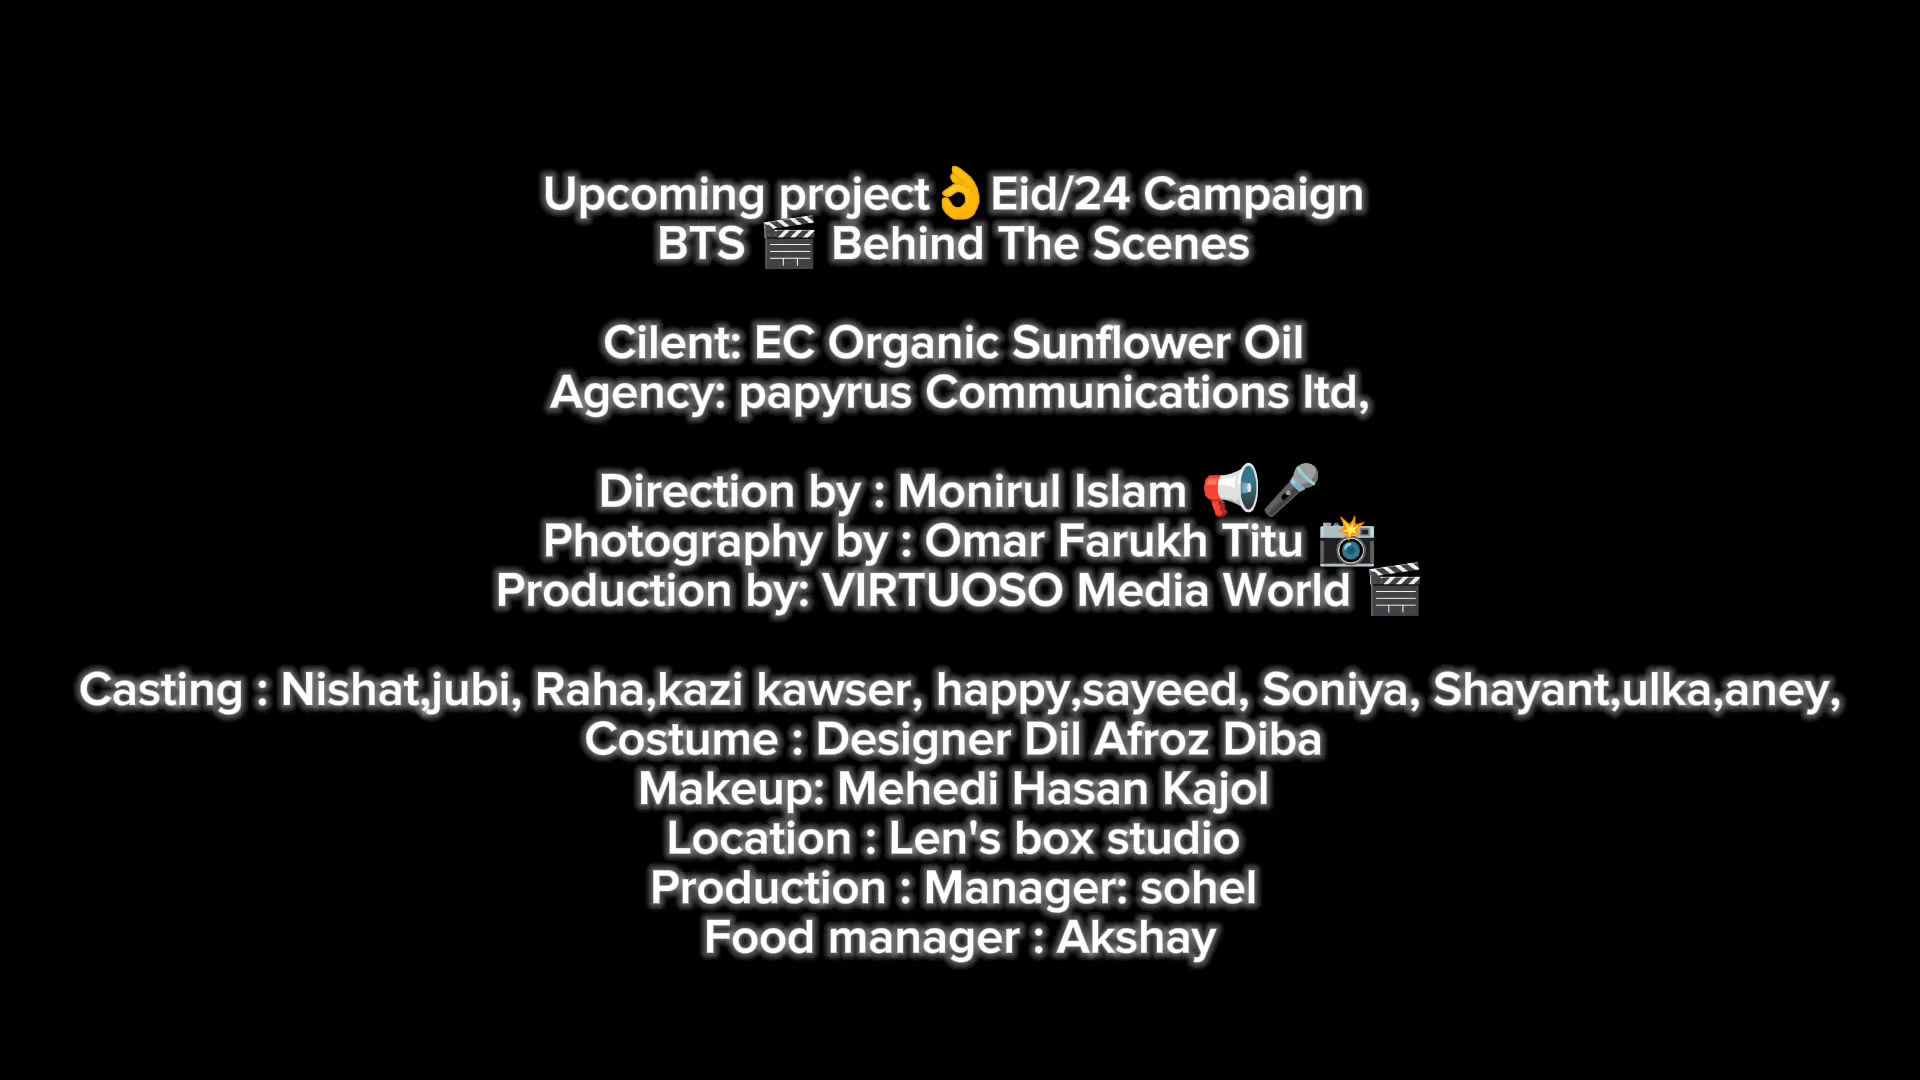 Upcoming project👌Eid/24 Campaign
BTS 🎬 Behind The Scenes
Cilent: EC Organic Sunflower Oil
Agency: papyrus Communications ltd,
Direction by : Monirul Islam 📢🎤
Photography by : Omar Farukh Titu 📸
Production by: VIRTUOSO Media World 🎬
Casting : Nishat,jubi, Raha,kazi kawser, happy,sayeed, Soniya, Shayant,ulka,aney,
Costume : Designer Dil Afroz Diba
Makeup: Mehedi Hasan Kajol
Location : Len's box studio
Production : Manager: sohel
Food manager : Akshay